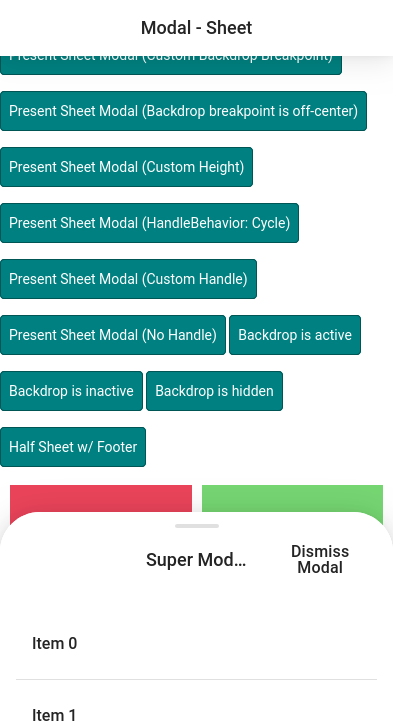 Modal - Sheet
Present Sheet Modal (Custom Backdrop Breakpoint)
Present Sheet Modal (Backdrop breakpoint is off-center)
Present Sheet Modal (Custom Height)
Present Sheet Modal (HandleBehavior: Cycle)
Present Sheet Modal (Custom Handle)
Present Sheet Modal (No Handle) Backdrop is active
Backdrop is inactive Backdrop is hidden
Half Sheet w/ Footer
Super Mod...
Dismiss
Modal
Item 0
Item 1